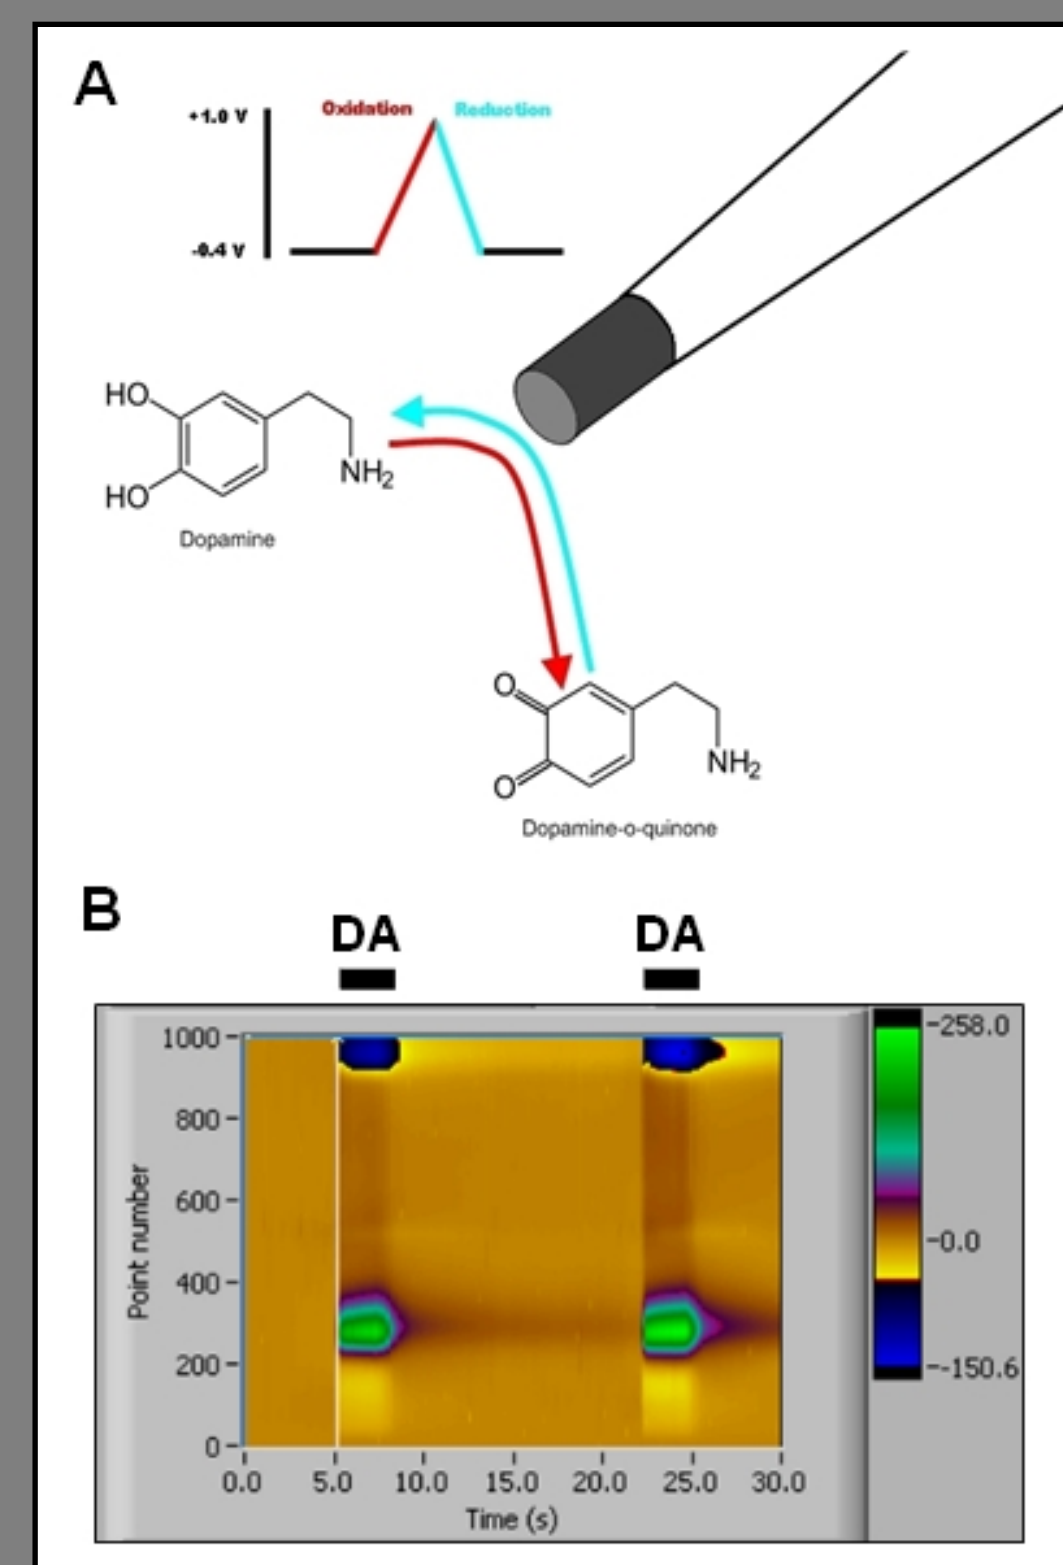 A
+1.0 V
Oxidation
Reduction
-0.4 V
HO
HO
NH2
Dopamine
O
O
NH2
Dopamine-o-quinone
B
DA
DA
Point number
1000
800
600
400
200
0
0.0 5.0 10.0 15.0 20.0 25.0 30.0
Time (s)
-258.0
-0.0
--150.6